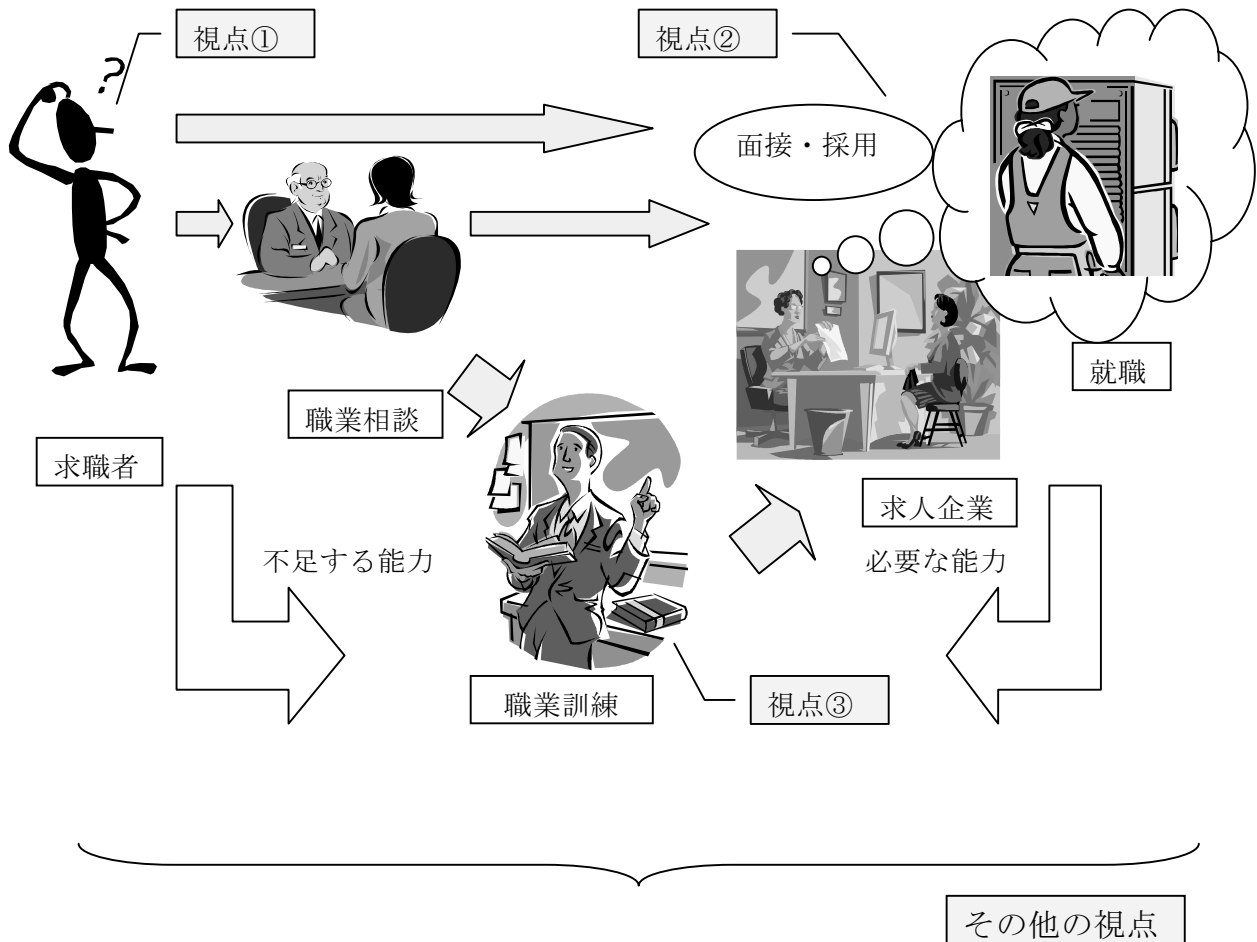 視点①
視点②
?
面接・採用
就職
職業相談
求職者
求人企業
不足する能力
必要な能力
職業訓練
視点③
その他の視点